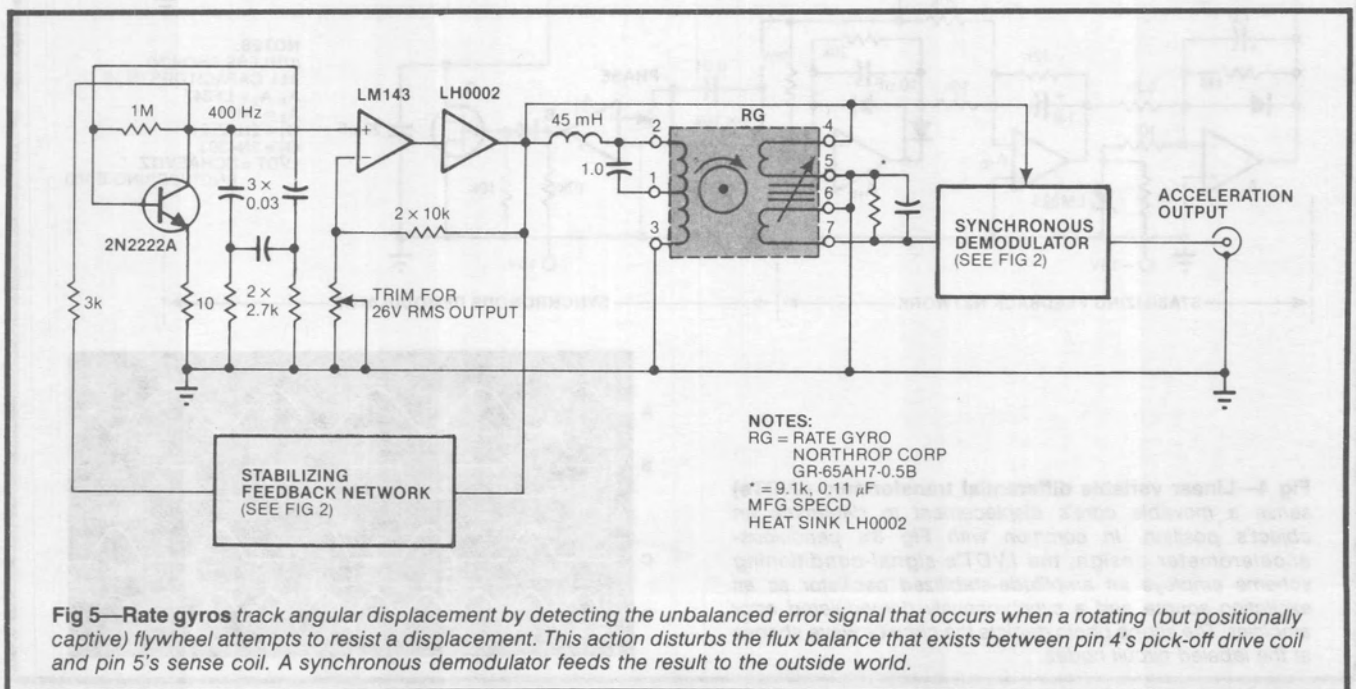 1M
400 Hz
LM143
LH0002
45 mH
RG
2
4
1.0
5
*
3 ×
0.03
1
6
ACCELERATION
OUTPUT
2N2222A
2 × 10k
3
7
SYNCHRONOUS
DEMODULATOR
(SEE FIG 2)
3k
10
2 ×
2.7k
TRIM FOR
26V RMS OUTPUT
STABILIZING
FEEDBACK NETWORK
(SEE FIG 2)
NOTES:
RG = RATE GYRO
NORTHROP CORP
GR-65AH7-0.5B
* = 9.1k, 0.11 µF
MFG SPECD
HEAT SINK LH0002
Fig 5—Rate gyros track angular displacement by detecting the unbalanced error signal that occurs when a rotating (but positionally
captive) flywheel attempts to resist a displacement. This action disturbs the flux balance that exists between pin 4's pick-off drive coil
and pin 5's sense coil. A synchronous demodulator feeds the result to the outside world.